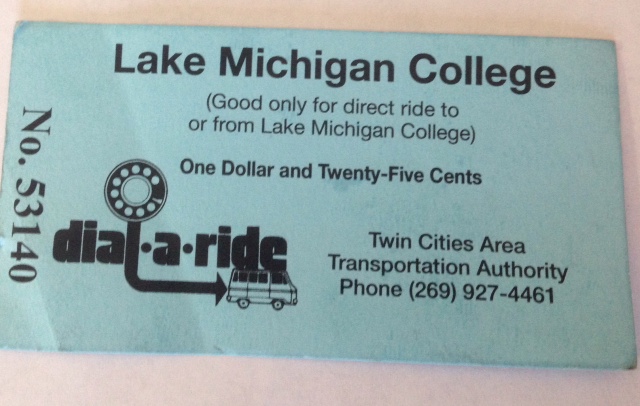 Lake Michigan College
(Good only for direct ride to
or from Lake Michigan College)
One Dollar and Twenty-Five Cents
No. 53140
dial·a·ride
Twin Cities Area
Transportation Authority
Phone (269) 927-4461